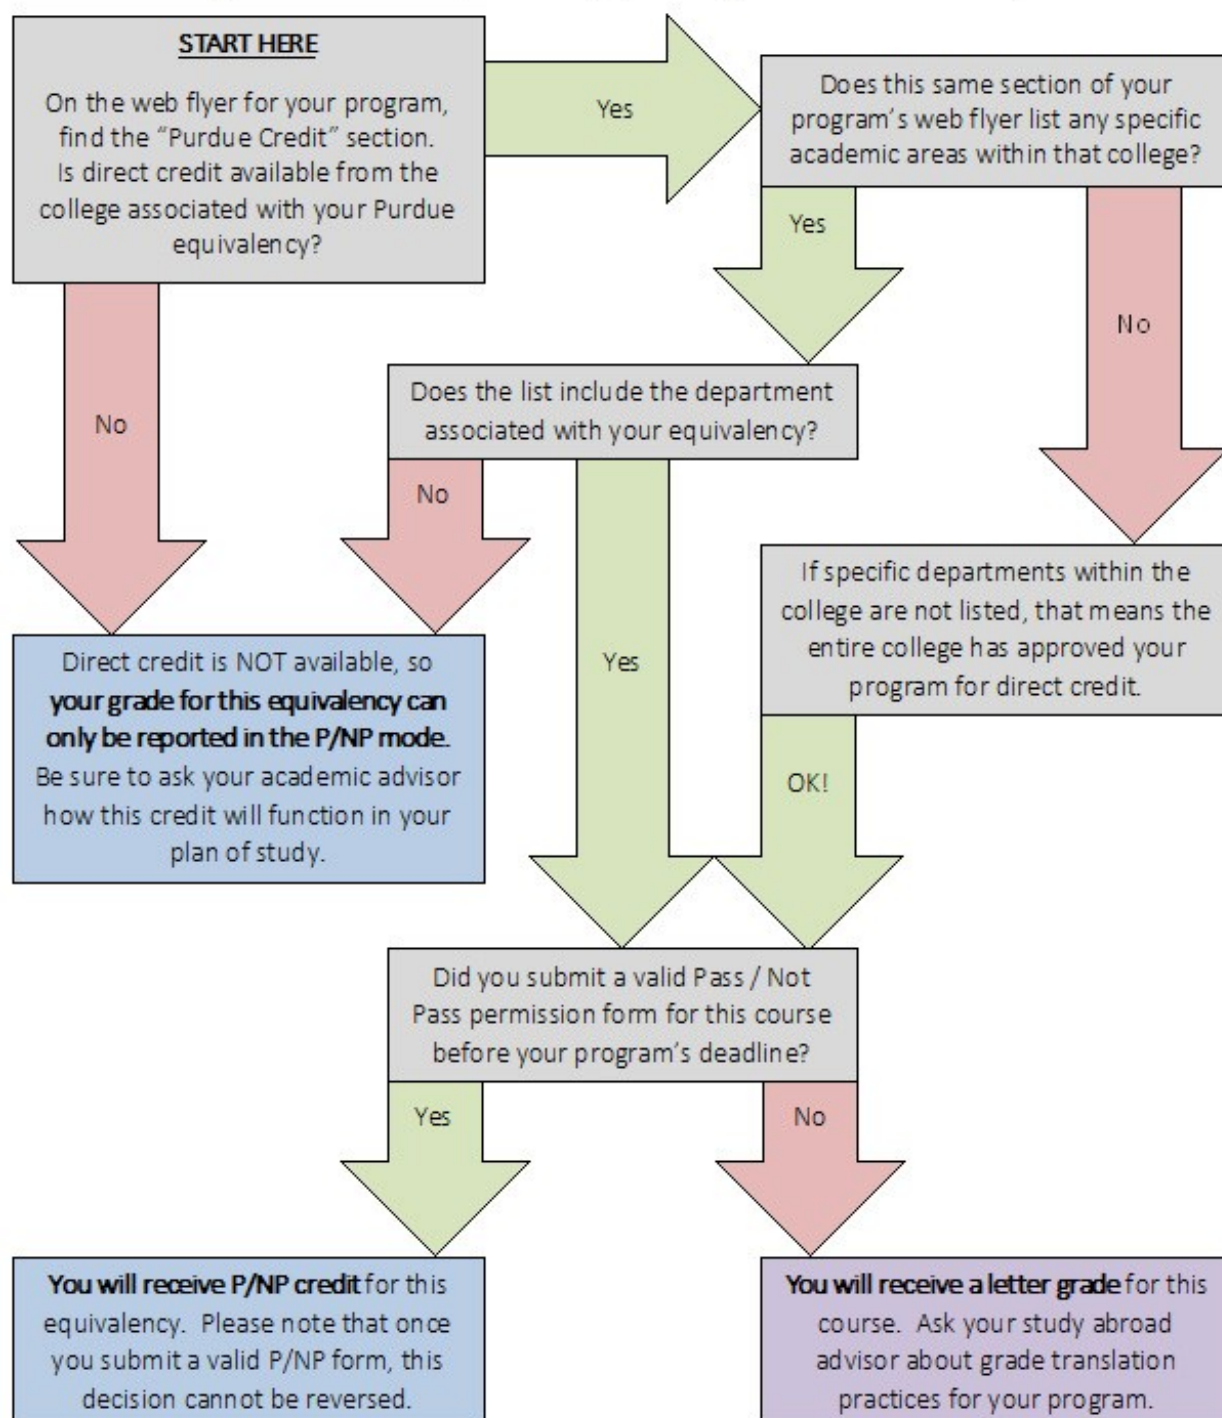 START HERE
On the web flyer for your program,
find the “Purdue Credit” section.
Is direct credit available from the
college associated with your Purdue
equivalency?
Yes
Does this same section of your
program’s web flyer list any specific
academic areas within that college?
Yes
No
No
Does the list include the department
associated with your equivalency?
No
Yes
If specific departments within the
college are not listed, that means the
entire college has approved your
program for direct credit.
Direct credit is NOT available, so
your grade for this equivalency can
only be reported in the P/NP mode.
Be sure to ask your academic advisor
how this credit will function in your
plan of study.
OK!
Did you submit a valid Pass / Not
Pass permission form for this course
before your program’s deadline?
Yes
No
You will receive P/NP credit for this
equivalency. Please note that once
you submit a valid P/NP form, this
decision cannot be reversed.
You will receive a letter grade for this
course. Ask your study abroad
advisor about grade translation
practices for your program.